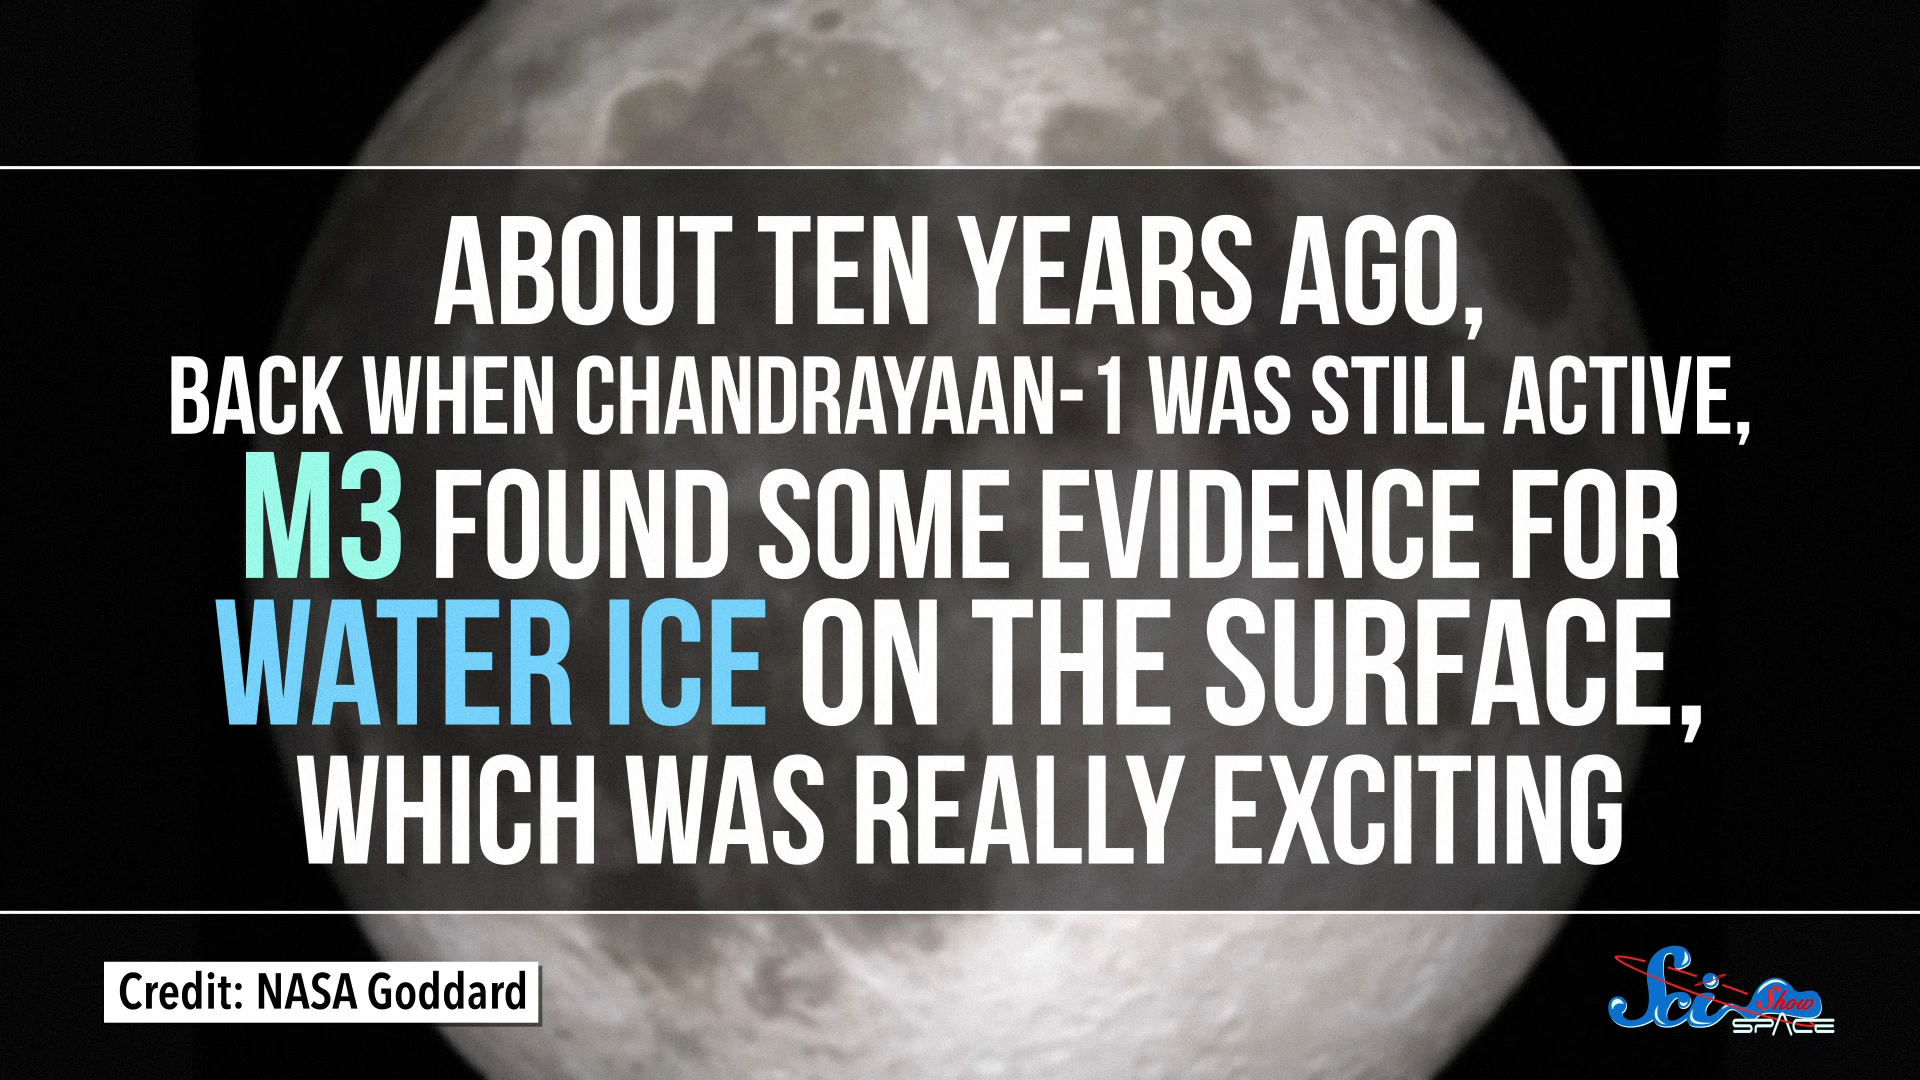 ABOUT TEN YEARS AGO,
BACK WHEN CHANDRAYAAN-1 WAS STILL ACTIVE,
M3 FOUND SOME EVIDENCE FOR
WATER ICE ON THE SURFACE,
WHICH WAS REALLY EXCITING
Credit: NASA Goddard
Sci Show
SPACE